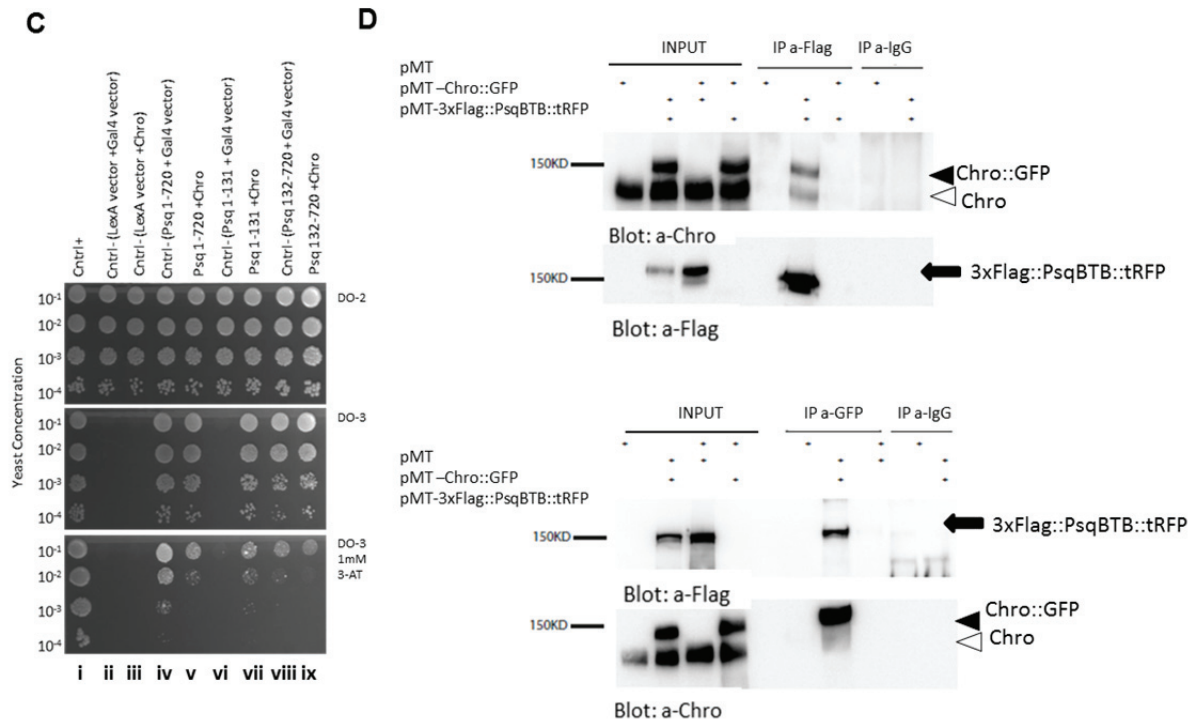 C
Cntrl+
Cntrl- (LexA vector +Gal4 vector)
Cntrl- (LexA vector +Chro)
Cntrl- (Psq 1-720 + Gal4 vector)
Psq 1-720 +Chro
Cntrl- (Psq 1-131 + Gal4 vector)
Psq 1-131 +Chro
Cntrl- (Psq 132-720 + Gal4 vector)
Psq 132-720 +Chro
Yeast Concentration
10-1 DO-2
10-2
10-3
10-4
10-1 DO-3
10-2
10-3
10-4
10-1 DO-3
1mM
10-2 3-AT
10-3
10-4
i ii iii iv v vi vii viii ix
D
INPUT IP a-Flag IP a-IgG
pMT
pMT –Chro::GFP
pMT-3xFlag::PsqBTB::tRFP
150KD
Chro::GFP
Chro
Blot: a-Chro
150KD
3xFlag::PsqBTB::tRFP
Blot: a-Flag
INPUT IP a-GFP IP a-IgG
pMT
pMT –Chro::GFP
pMT-3xFlag::PsqBTB::tRFP
150KD
3xFlag::PsqBTB::tRFP
Blot: a-Flag
150KD
Chro::GFP
Chro
Blot: a-Chro